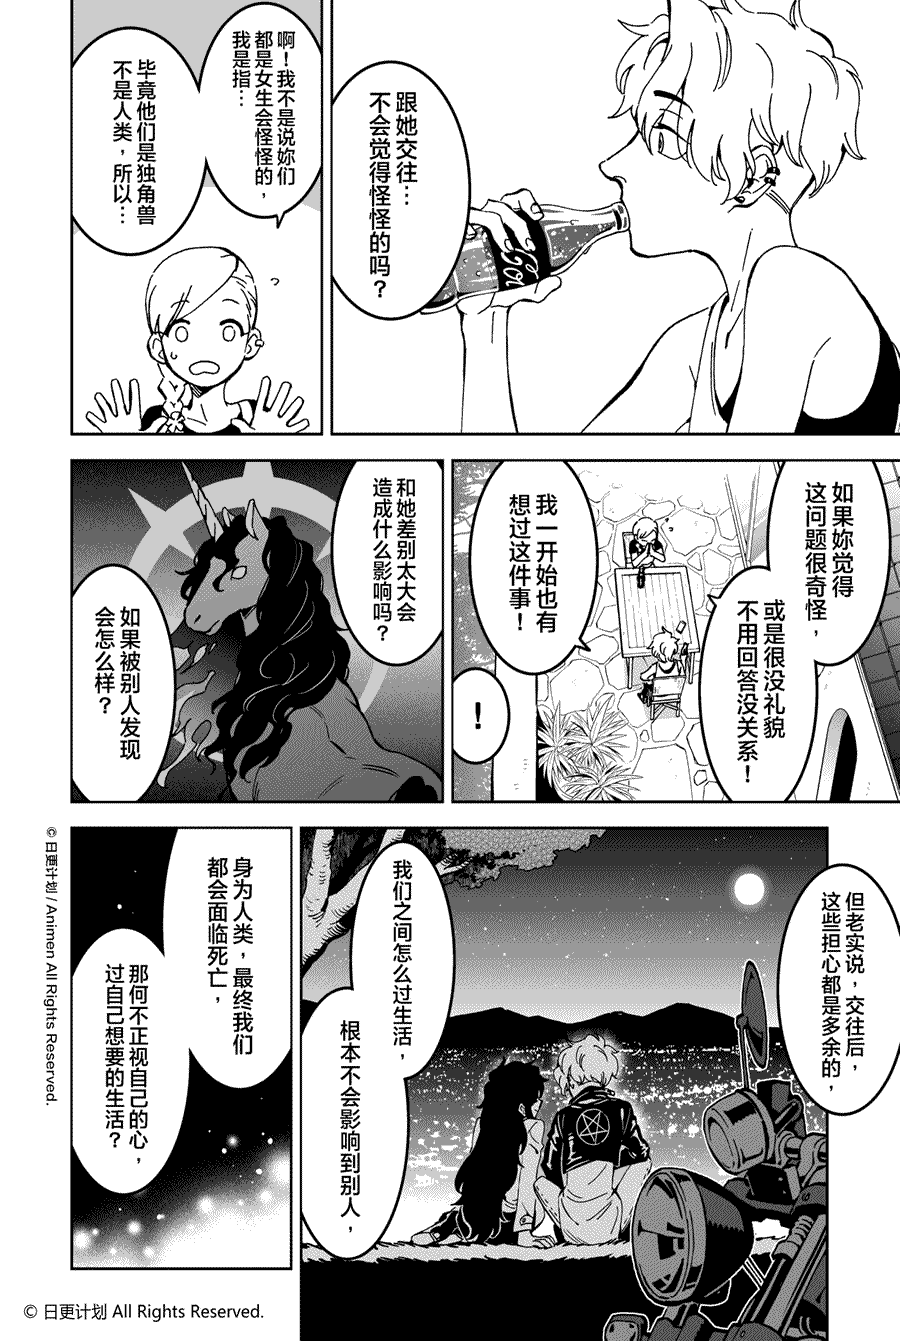 跟她交往…
不会觉得怪怪的吗？
啊！我不是说妳们
都是女生会怪怪的，
我是指…
毕竟他们是独角兽
不是人类，所以…
如果妳觉得
这问题很奇怪，
或是很没礼貌
不用回答没关系！
我一开始也有
想过这件事！
！
和她差别太大会
造成什么影响吗？
如果被别人发现
会怎么样？
但老实说，交往后，
这些担心都是多余的，
我们之间怎么过生活，
根本不会影响到别人，
身为人类，最终我们
都会面临死亡，
那何不正视自己的心，
过自己想要的生活？
© 日更计划 / Animen All Rights Reserved.
© 日更计划 All Rights Reserved.